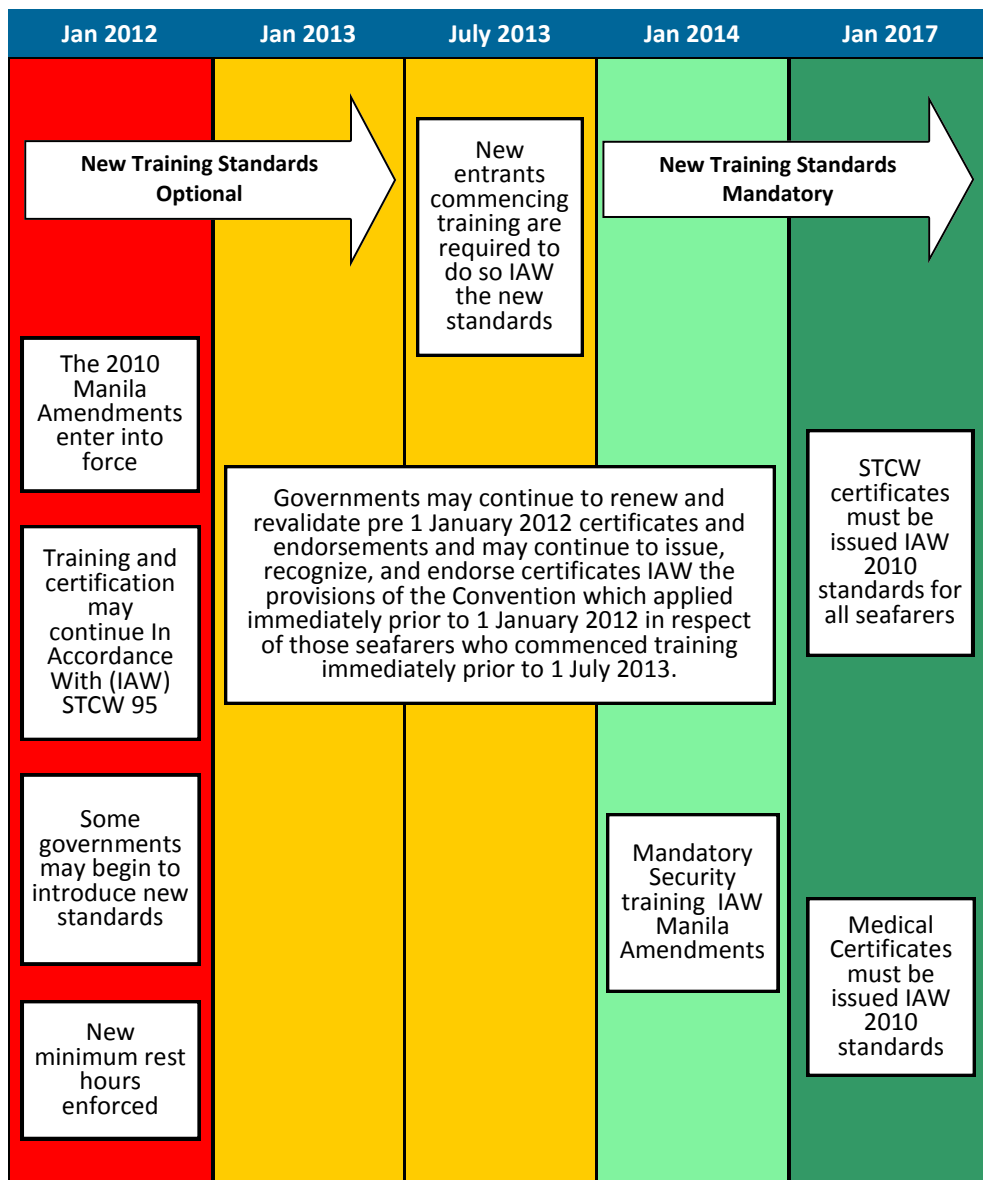 Jan 2012
Jan 2013
July 2013
Jan 2014
Jan 2017
New Training Standards
Optional
New
entrants
commencing
training are
required to
do so IAW
the new
standards
New Training Standards
Mandatory
The 2010
Manila
Amendments
enter into
force
Training and
certification
may
continue In
Accordance
With (IAW)
STCW 95
Some
governments
may begin to
introduce new
standards
New
minimum rest
hours
enforced
Governments may continue to renew and
revalidate pre 1 January 2012 certificates and
endorsements and may continue to issue,
recognize, and endorse certificates IAW the
provisions of the Convention which applied
immediately prior to 1 January 2012 in respect
of those seafarers who commenced training
immediately prior to 1 July 2013.
Mandatory
Security
training IAW
Manila
Amendments
STCW
certificates
must be
issued IAW
2010
standards for
all seafarers
Medical
Certificates
must be
issued IAW
2010
standards